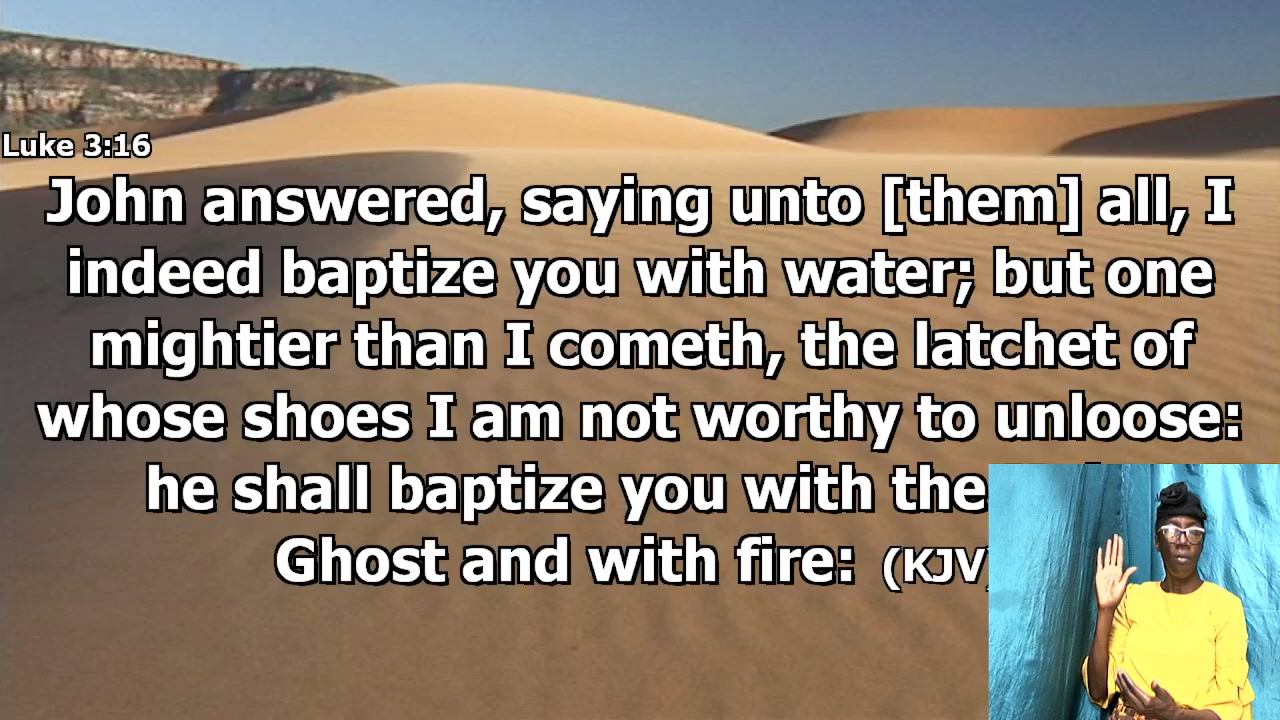 Luke 3:16
John answered, saying unto [them] all, I
indeed baptize you with water; but one
mightier than I cometh, the latchet of
whose shoes I am not worthy to unloose:
he shall baptize you with the
Ghost and with fire: (KJV)